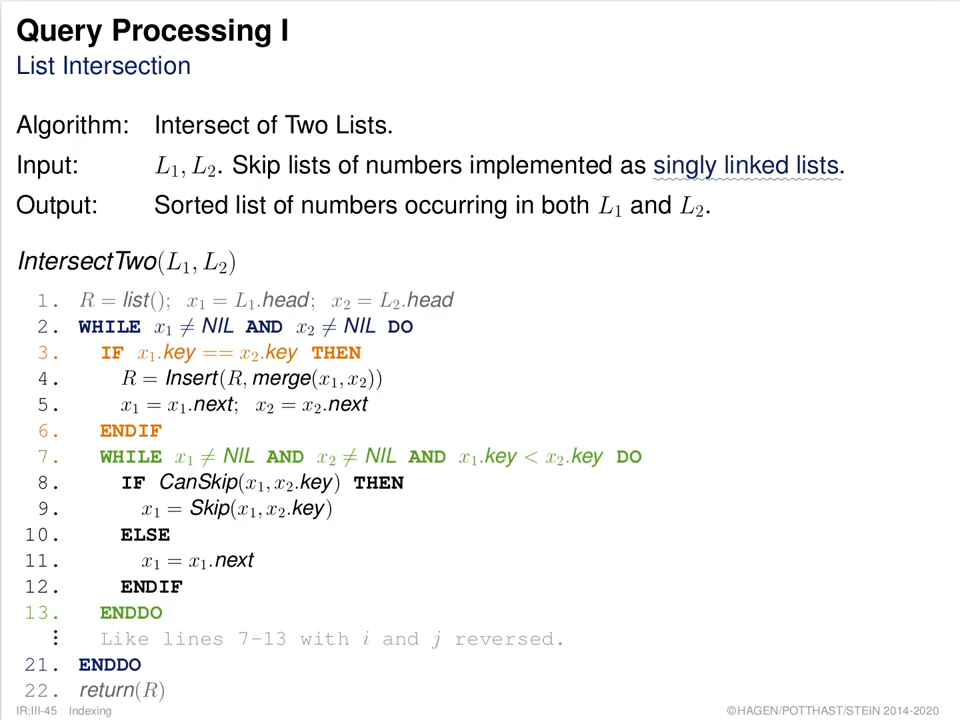 Query Processing I
List Intersection
Algorithm: Intersect of Two Lists.
Input: L₁, L₂. Skip lists of numbers implemented as singly linked lists.
Output: Sorted list of numbers occurring in both L₁ and L₂.
IntersectTwo(L₁, L₂)
1. R = list(); x₁ = L₁.head; x₂ = L₂.head
2. WHILE x₁ ≠ NIL AND x₂ ≠ NIL DO
3. IF x₁.key == x₂.key THEN
4. R = Insert(R, merge(x₁, x₂))
5. x₁ = x₁.next; x₂ = x₂.next
6. ENDIF
7. WHILE x₁ ≠ NIL AND x₂ ≠ NIL AND x₁.key < x₂.key DO
8. IF CanSkip(x₁, x₂.key) THEN
9. x₁ = Skip(x₁, x₂.key)
10. ELSE
11. x₁ = x₁.next
12. ENDIF
13. ENDDO
⋮ Like lines 7-13 with i and j reversed.
21. ENDDO
22. return(R)
IR:III-45 Indexing ©HAGEN/POTTHAST/STEIN 2014-2020